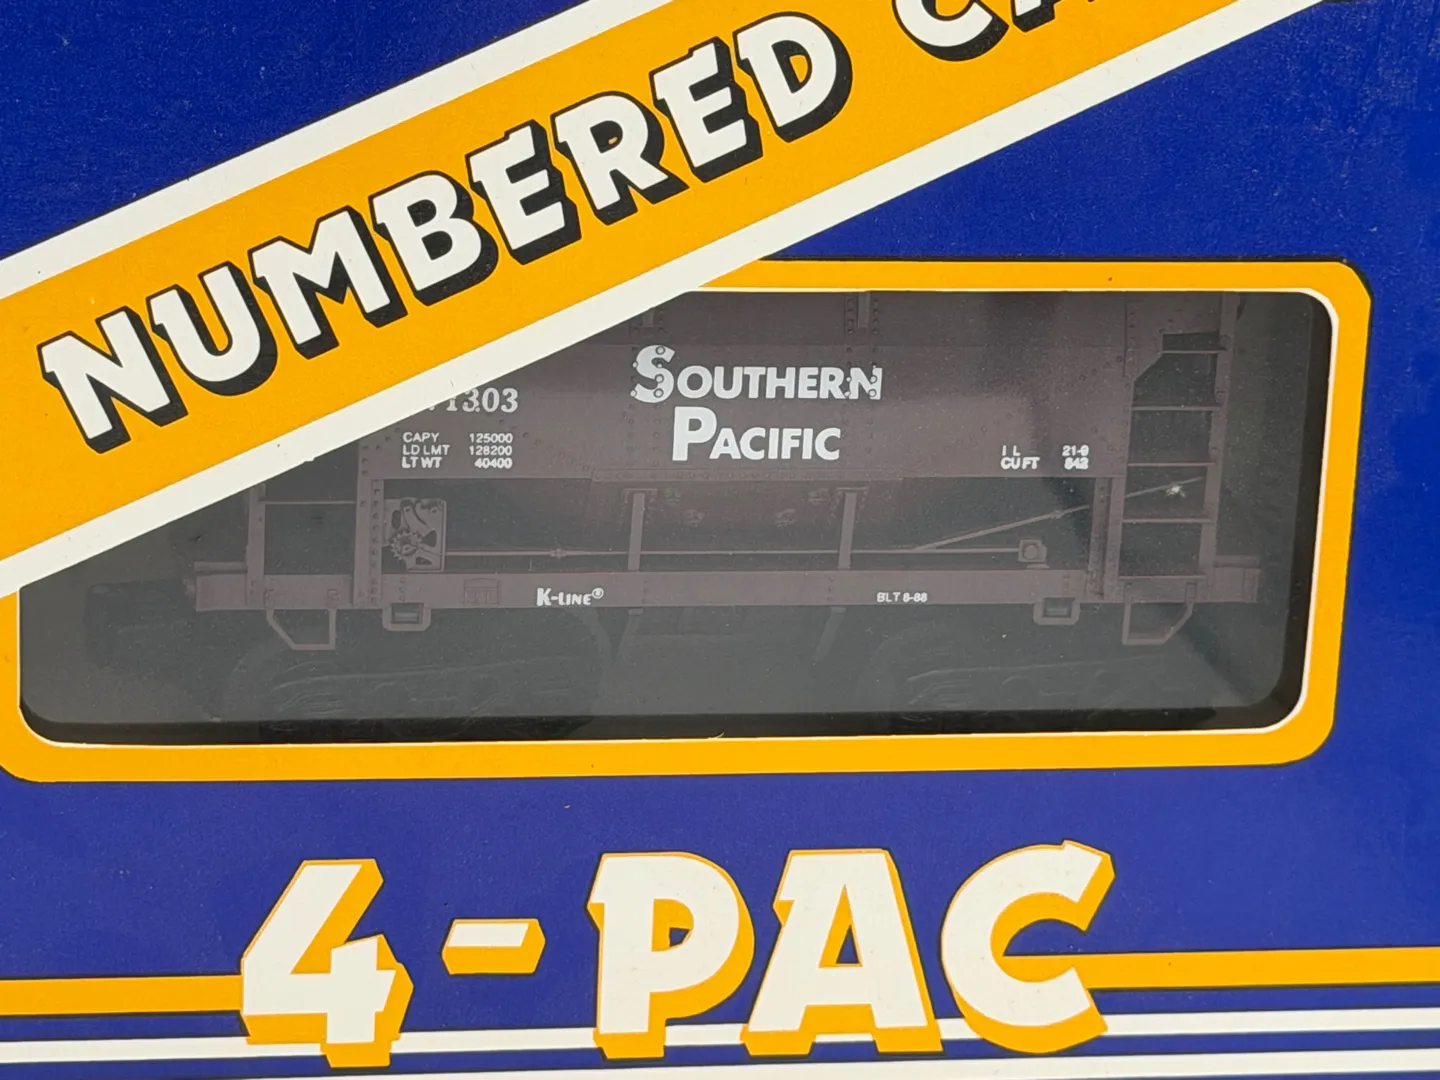 NUMBERED
1303
SOUTHERN
PACIFIC
CAPY 125000
LD LMT 128200
LT WT 40400
I L 21-9
CU FT 842
K-LINE®
BLT 8-88
4-PAC